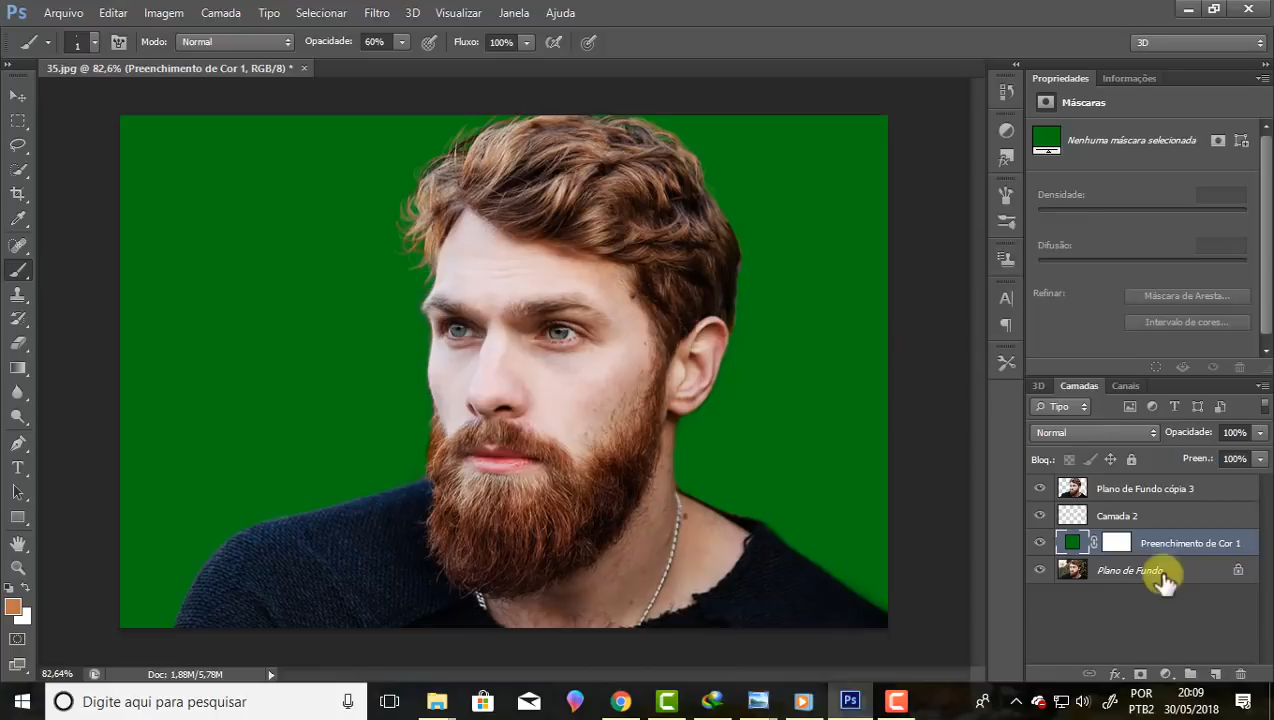 Ps Arquivo Editar Imagem Camada Tipo Selecionar Filtro 3D Visualizar Janela Ajuda
1 Modo: Normal Opacidade: 60% Fluxo: 100% 3D
35.jpg @ 82,6% (Preenchimento de Cor 1, RGB/8) * ×
Propriedades Informações
Máscaras
Nenhuma máscara selecionada
Densidade:
Difusão:
Refinar: Máscara de Aresta...
Intervalo de cores...
3D Camadas Canais
Tipo
Normal Opacidade: 100%
Bloq.: Preen.: 100%
Plano de Fundo cópia 3
Camada 2
Preenchimento de Cor 1
Plano de Fundo
82,64% Doc: 1,88M/5,78M
Digite aqui para pesquisar
POR 20:09
PTB2 30/05/2018